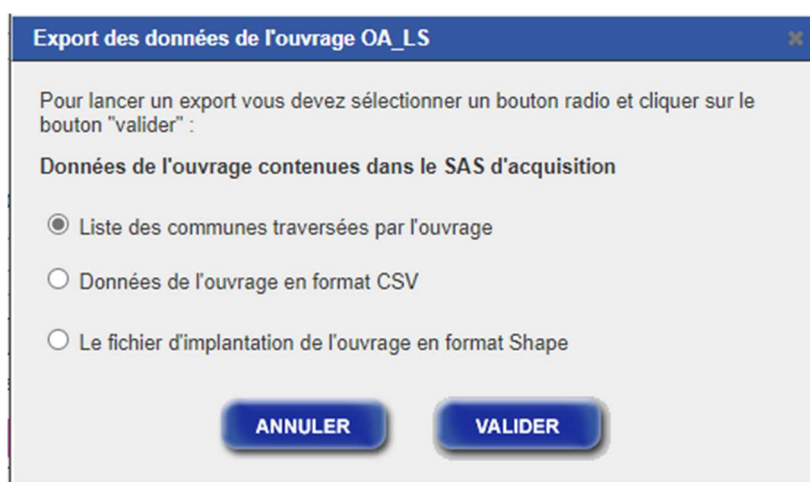 Export des données de l'ouvrage OA_LS
Pour lancer un export vous devez sélectionner un bouton radio et cliquer sur le
bouton "valider" :
Données de l'ouvrage contenues dans le SAS d'acquisition
Liste des communes traversées par l'ouvrage
Données de l'ouvrage en format CSV
Le fichier d'implantation de l'ouvrage en format Shape
ANNULER
VALIDER